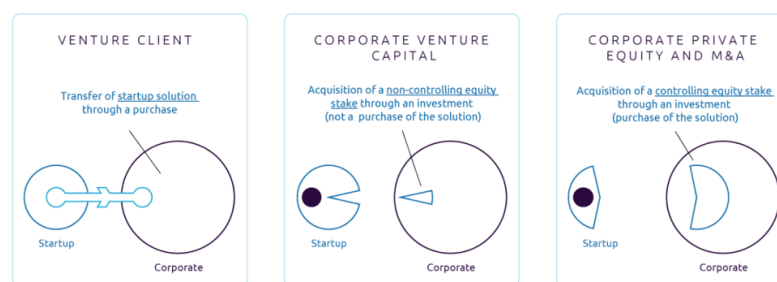 VENTURE CLIENT
Transfer of startup solution
through a purchase
Startup
Corporate
CORPORATE VENTURE
CAPITAL
Acquisition of a non-controlling equity
stake through an investment
(not a purchase of the solution)
Startup
Corporate
CORPORATE PRIVATE
EQUITY AND M&A
Acquisition of a controlling equity stake
through an investment
(purchase of the solution)
Startup
Corporate